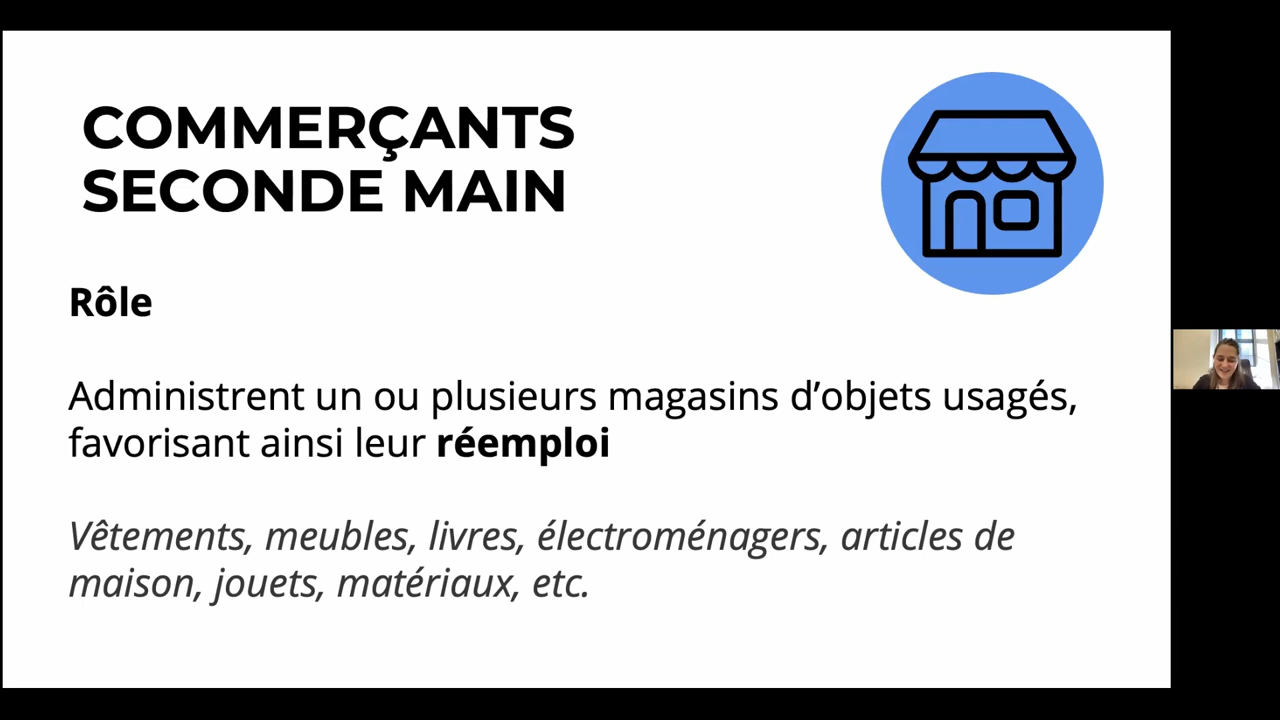 COMMERÇANTS
SECONDE MAIN
Rôle
Administrent un ou plusieurs magasins d’objets usagés,
favorisant ainsi leur réemploi
Vêtements, meubles, livres, électroménagers, articles de
maison, jouets, matériaux, etc.